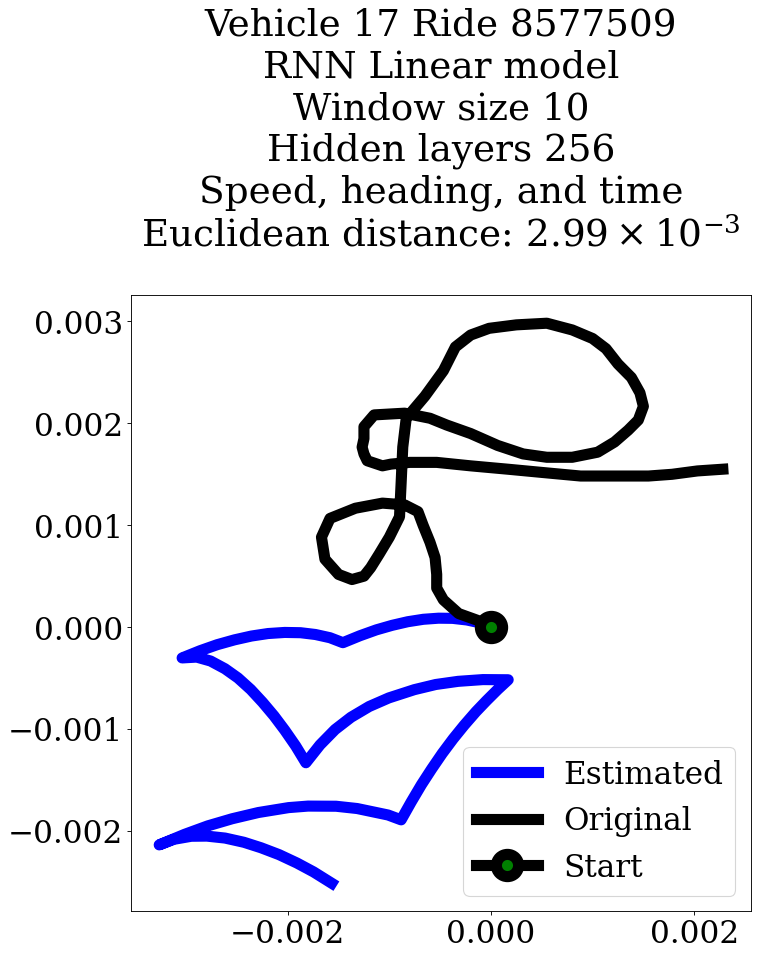 Vehicle 17 Ride 8577509
RNN Linear model
Window size 10
Hidden layers 256
Speed, heading, and time
Euclidean distance: 2.99 × 10⁻³
0.003
0.002
0.001
0.000
−0.001
−0.002
−0.002 0.000 0.002
Estimated
Original
Start